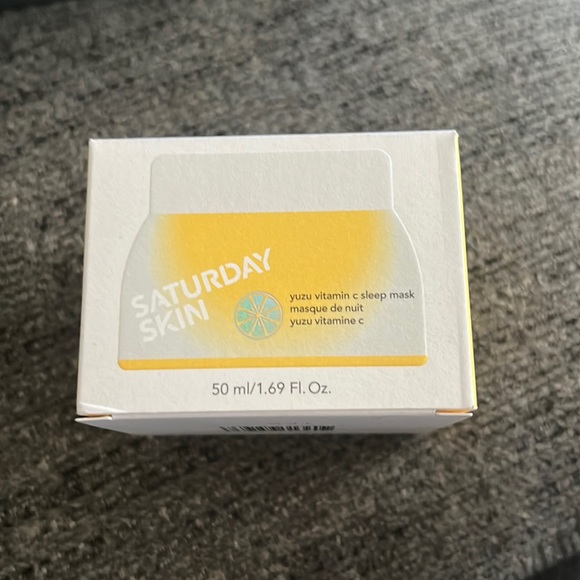 SATURDAY
SKIN
yuzu vitamin c sleep mask
masque de nuit
yuzu vitamine c
50 ml/1.69 Fl. Oz.